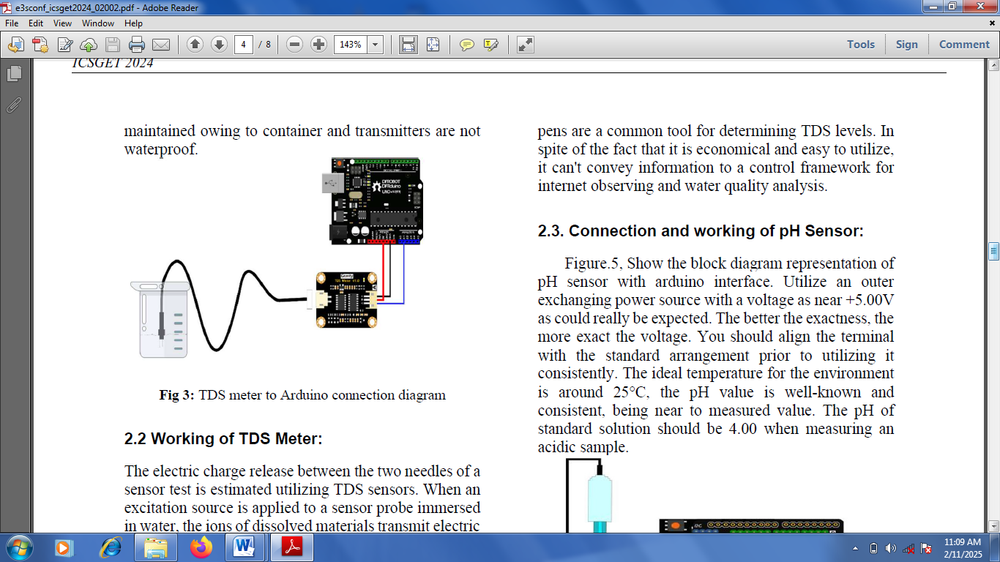 e3sconf_icsget2024_02002.pdf - Adobe Reader
File Edit View Window Help
4 / 8
143%
Tools Sign Comment
ICSGET 2024
maintained owing to container and transmitters are not
waterproof.
DFROBOT
DFRduino
UNO
Gravity
TDS Meter V1.0
Fig 3: TDS meter to Arduino connection diagram
2.2 Working of TDS Meter:
The electric charge release between the two needles of a
sensor test is estimated utilizing TDS sensors. When an
excitation source is applied to a sensor probe immersed
in water, the ions of dissolved materials transmit electric
pens are a common tool for determining TDS levels. In
spite of the fact that it is economical and easy to utilize,
it can't convey information to a control framework for
internet observing and water quality analysis.
2.3. Connection and working of pH Sensor:
Figure.5, Show the block diagram representation of
pH sensor with arduino interface. Utilize an outer
exchanging power source with a voltage as near +5.00V
as could really be expected. The better the exactness, the
more exact the voltage. You should align the terminal
with the standard arrangement prior to utilizing it
consistently. The ideal temperature for the environment
is around 25°C, the pH value is well-known and
consistent, being near to measured value. The pH of
standard solution should be 4.00 when measuring an
acidic sample.
11:09 AM
2/11/2025